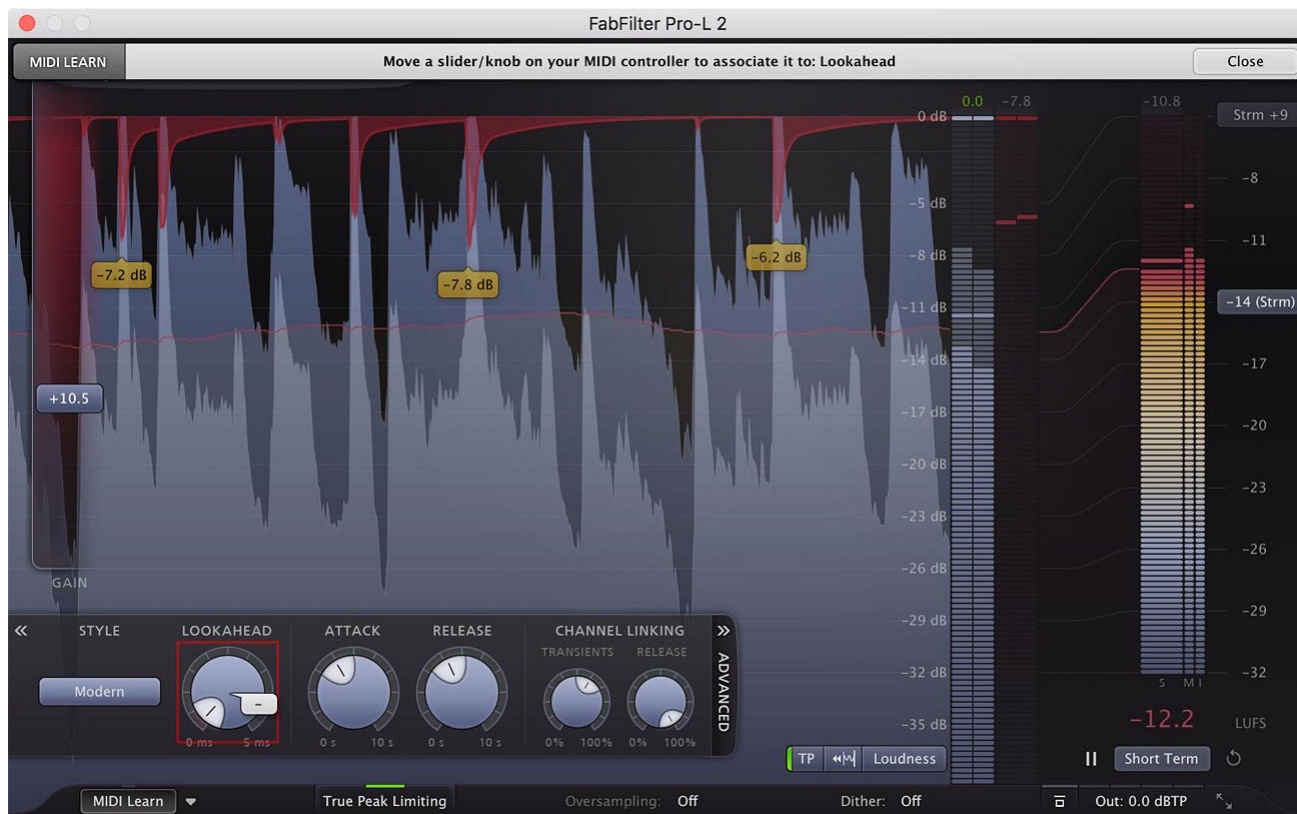 FabFilter Pro-L 2
MIDI LEARN
Move a slider/knob on your MIDI controller to associate it to: Lookahead
Close
0.0 -7.8 -10.8
0 dB
Strm +9
-8
-5 dB
-11
-8 dB
-7.2 dB
-7.8 dB
-6.2 dB
-11 dB
-14 (Strm)
-14 dB
-17
+10.5
-17 dB
-20
-20 dB
-23
-23 dB
-26
-26 dB
GAIN
-29
-29 dB
-32 dB
-32
-35 dB
S M I
-12.2 LUFS
STYLE LOOKAHEAD ATTACK RELEASE CHANNEL LINKING
TRANSIENTS RELEASE
Modern
-
0 ms 5 ms 0 s 10 s 0 s 10 s 0% 100% 0% 100%
ADVANCED
TP Loudness
Short Term
MIDI Learn True Peak Limiting Oversampling: Off Dither: Off Out: 0.0 dBTP